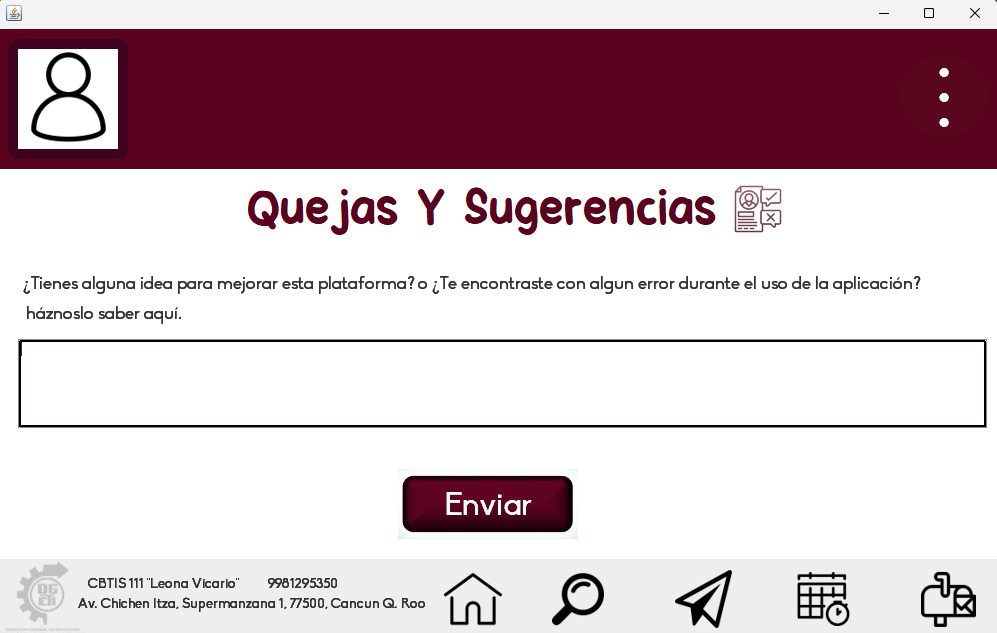 Quejas Y Sugerencias
¿Tienes alguna idea para mejorar esta plataforma? o ¿Te encontraste con algun error durante el uso de la aplicación?
háznoslo saber aquí.
Enviar
CBTIS 111 "Leona Vicario" 9981295350
Av. Chichen Itza, Supermanzana 1, 77500, Cancun Q. Roo